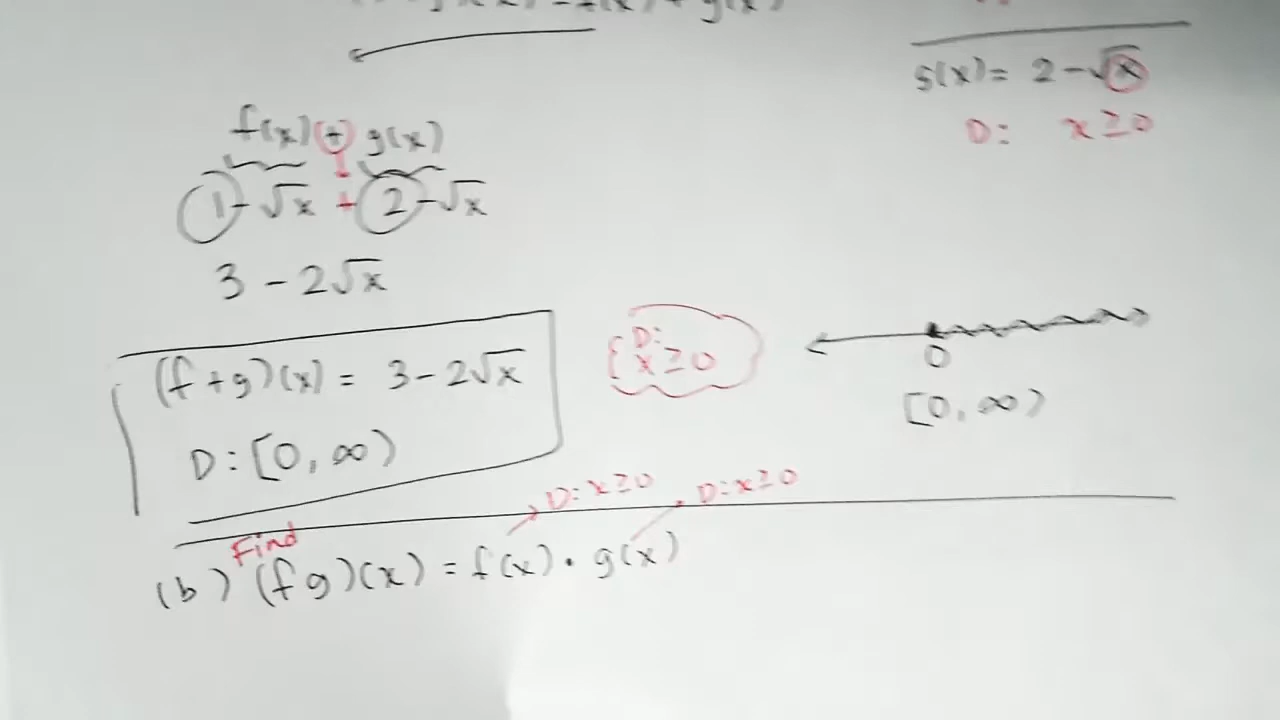 g(x) = 2 - √x
D: x ≥ 0
f(x) (+) g(x)
1 - √x + 2 - √x
3 - 2√x
(f + g)(x) = 3 - 2√x
D: [0, ∞)
D:
x ≥ 0
0
[0, ∞)
D: x ≥ 0 D: x ≥ 0
Find
(b) (fg)(x) = f(x) · g(x)